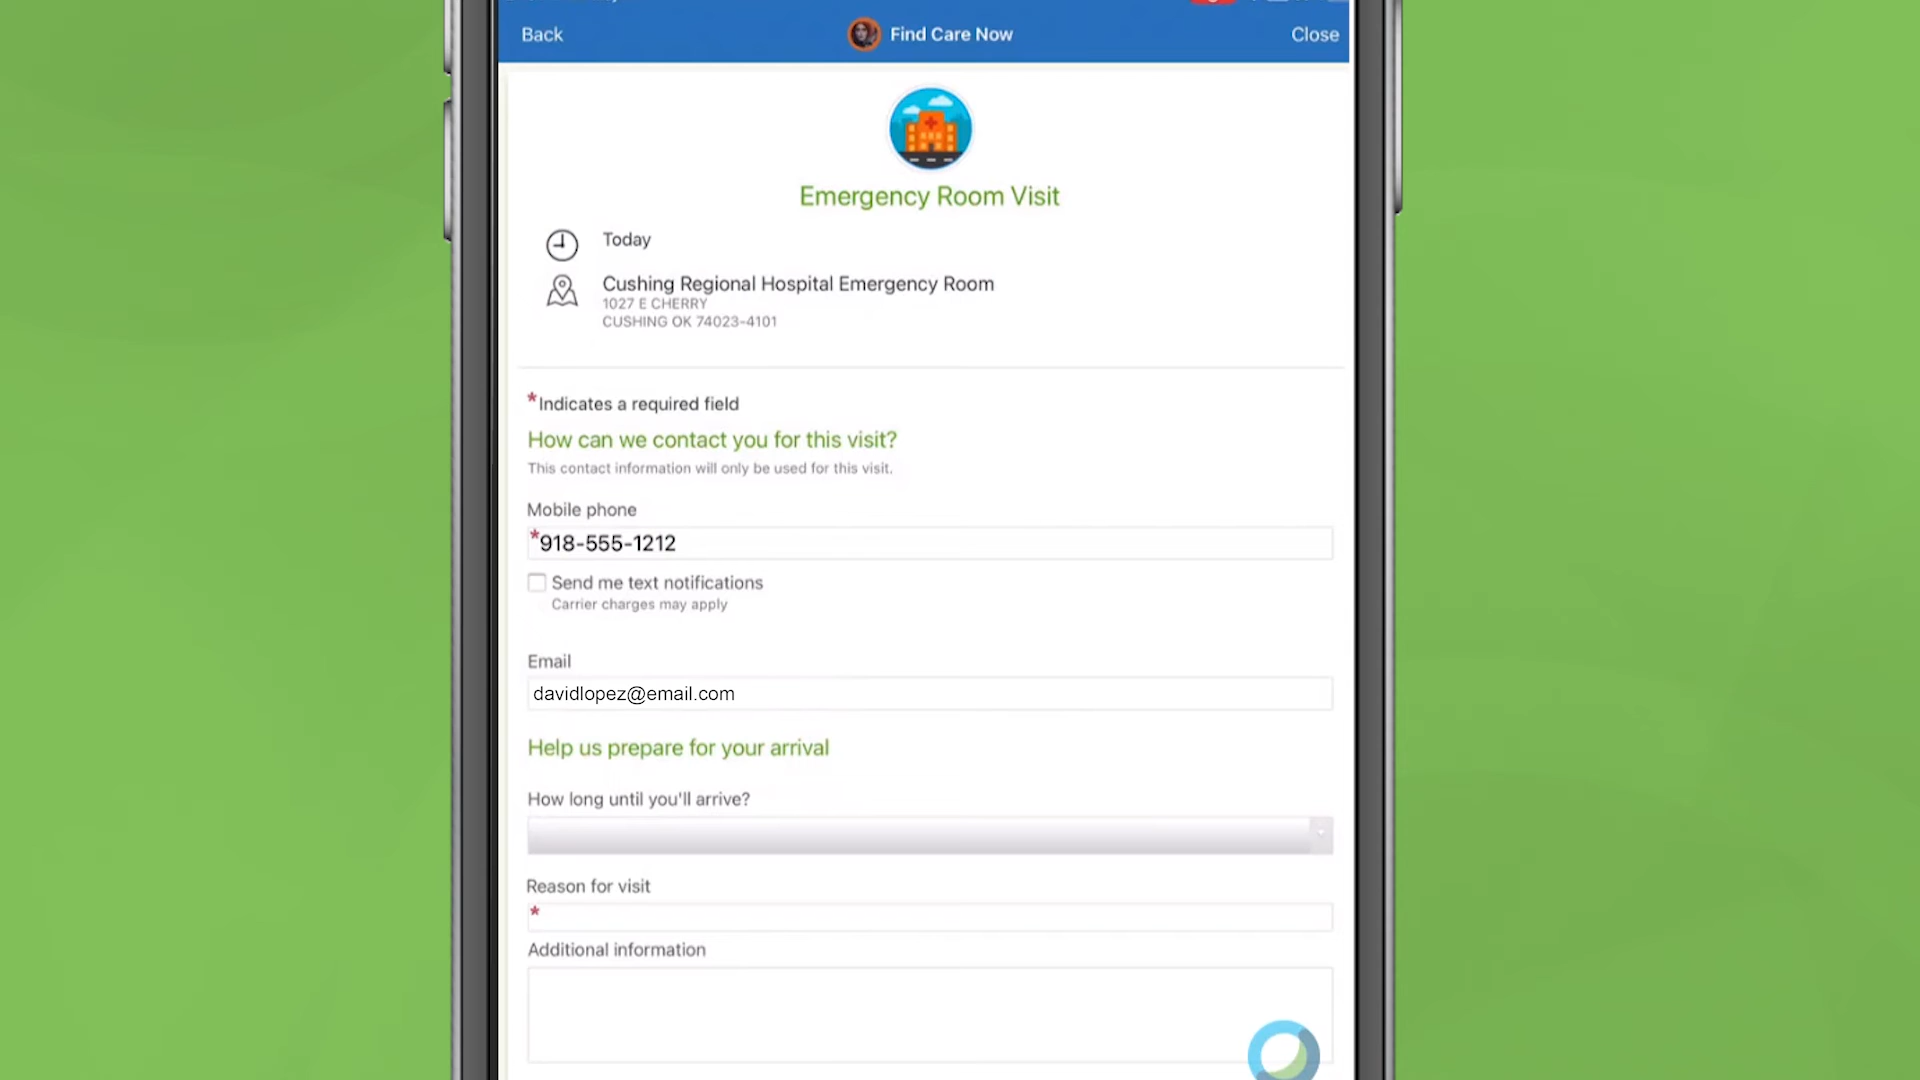 Back
Find Care Now
Close
Emergency Room Visit
Today
Cushing Regional Hospital Emergency Room
1027 E CHERRY
CUSHING OK 74023-4101
*Indicates a required field
How can we contact you for this visit?
This contact information will only be used for this visit.
Mobile phone
*918-555-1212
Send me text notifications
Carrier charges may apply
Email
davidlopez@email.com
Help us prepare for your arrival
How long until you'll arrive?
Reason for visit
*
Additional information